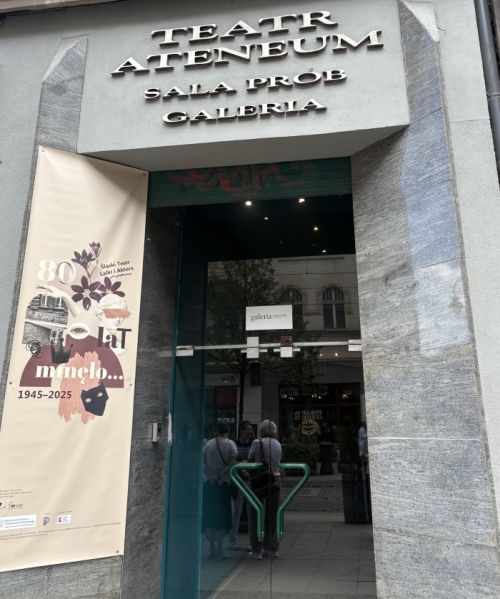 TEATR
ATENEUM
SALA PRÓB
GALERIA
80
Śląski Teatr
Lalki i Aktora
laT
minęło...
1945–2025
galeria